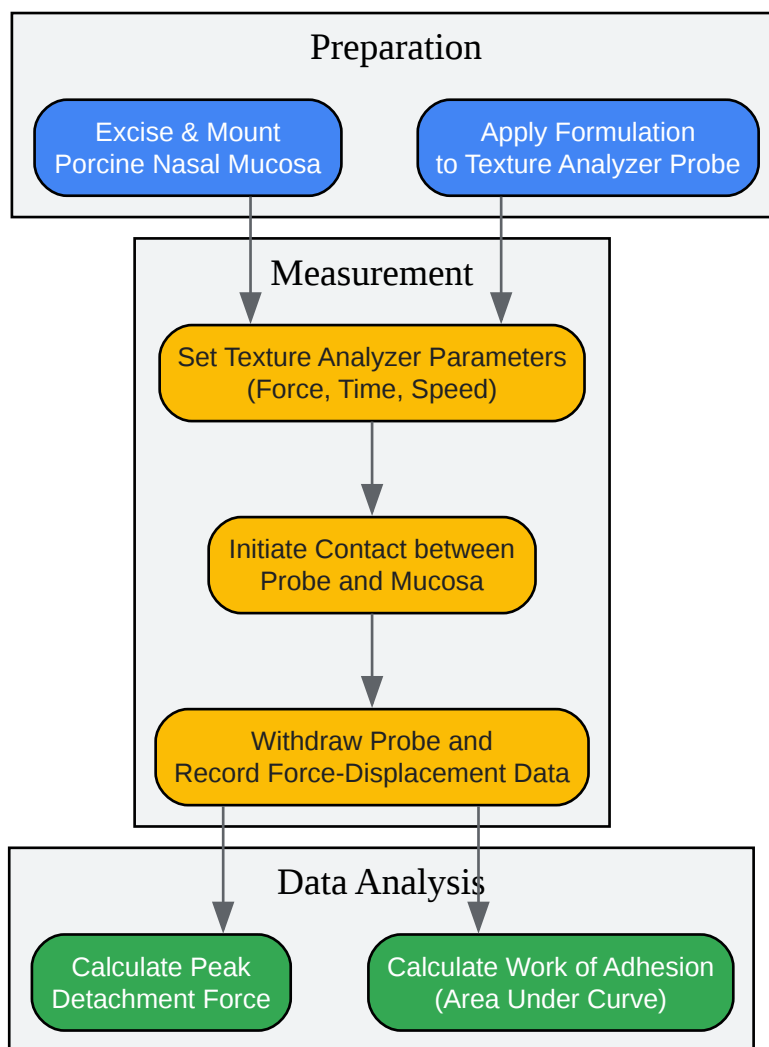 Preparation
Excise & Mount
Porcine Nasal Mucosa
Apply Formulation
to Texture Analyzer Probe
Measurement
Set Texture Analyzer Parameters
(Force, Time, Speed)
Initiate Contact between
Probe and Mucosa
Withdraw Probe and
Record Force-Displacement Data
Data Analysis
Calculate Peak
Detachment Force
Calculate Work of Adhesion
(Area Under Curve)